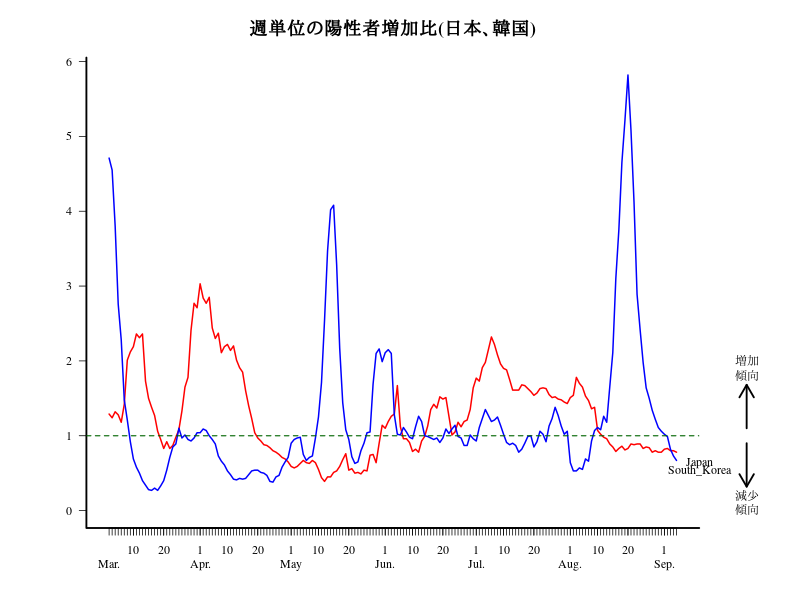 週単位の陽性者増加比(日本、韓国)
6
5
4
3
2
1
0
増加
傾向
減少
傾向
Japan
South_Korea
10 20 1 10 20 1 10 20 1 10 20 1 10 20 1 10 20 1
Mar. Apr. May Jun. Jul. Aug. Sep.